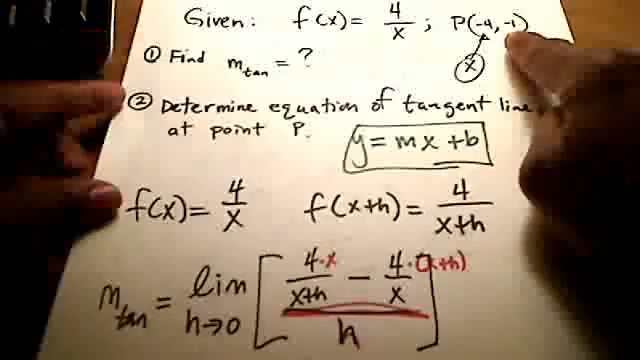 Given: f(x) = 4/x ; P(-4, -1)
x
① Find m_tan = ?
② Determine equation of tangent line
at point P.
y = mx + b
f(x) = 4/x f(x+h) = 4/(x+h)
m_tan = lim h→0 [ (4·x/(x+h) − 4·(x+h)/x) / h ]